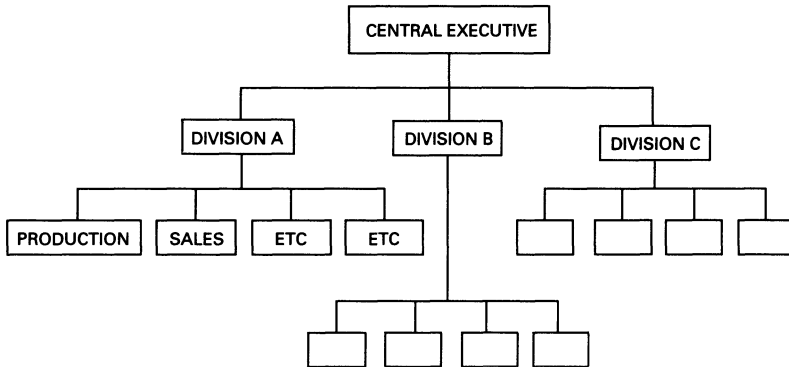 CENTRAL EXECUTIVE
DIVISION A
DIVISION B
DIVISION C
PRODUCTION
SALES
ETC
ETC